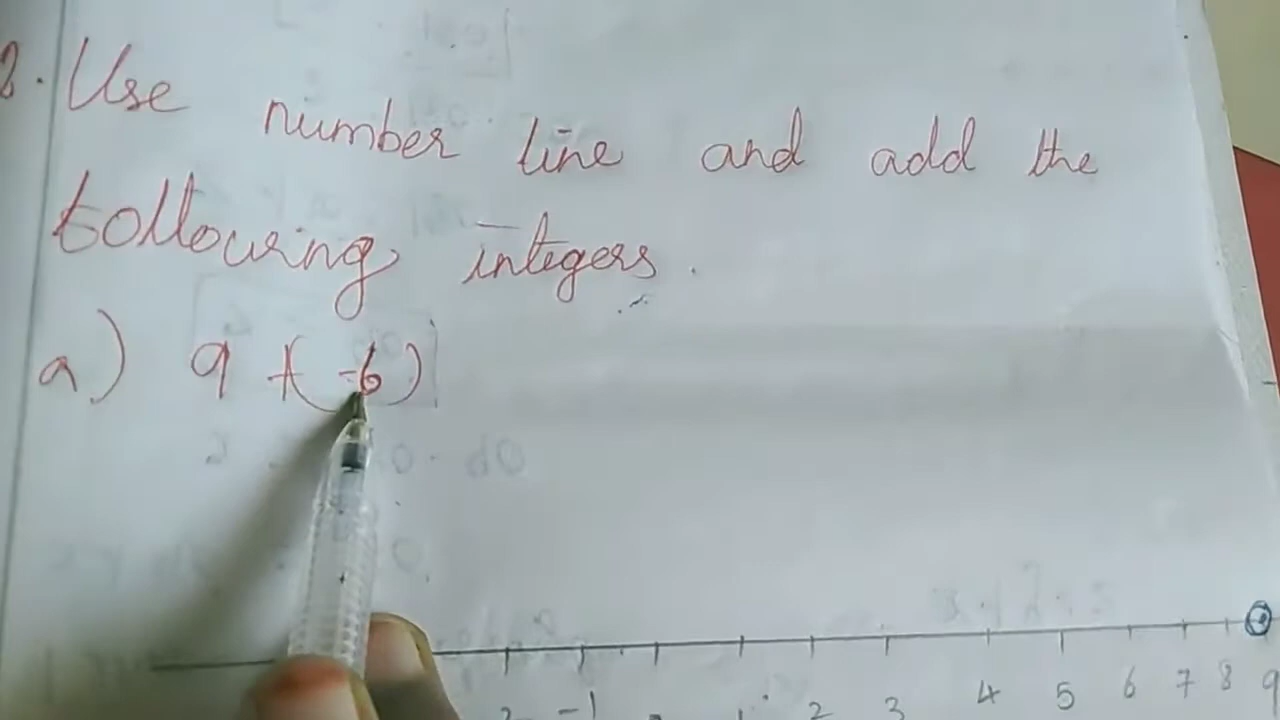 2. Use number line and add the
following integers.
a) 9 +(-6)
-1 1 2 3 4 5 6 7 8 9